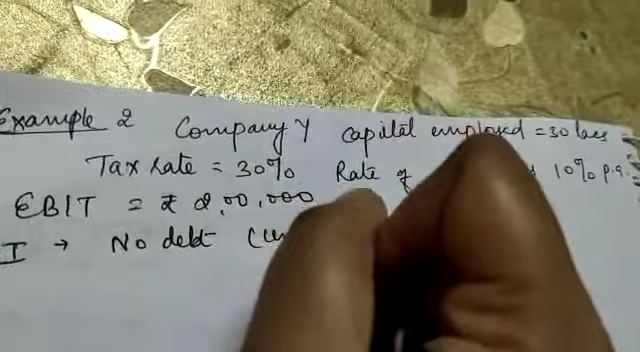 Example 2 Company Y capital employed = 30 lacs
Tax rate = 30% Rate of 10% p.a.
EBIT = ₹ 2,00,000
I → No debt